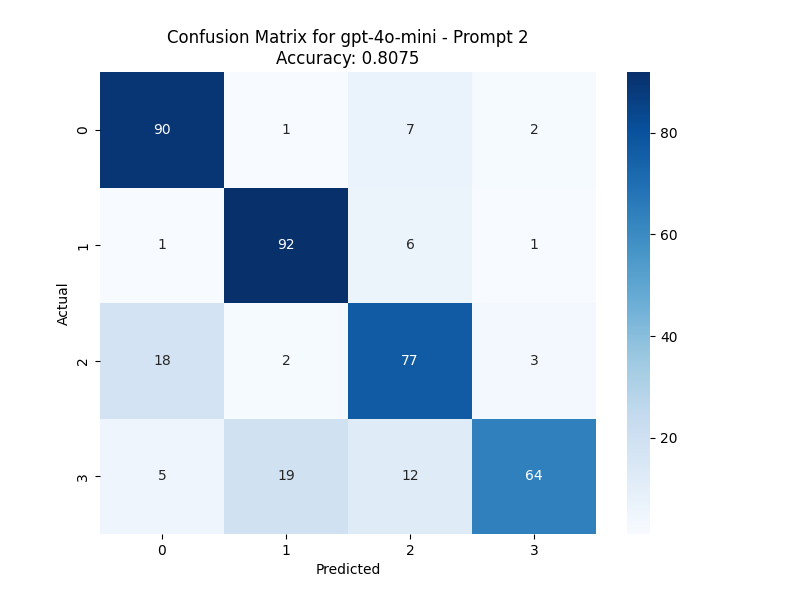 Confusion Matrix for gpt-4o-mini - Prompt 2
Accuracy: 0.8075
0 90 1 7 2
1 1 92 6 1
2 18 2 77 3
3 5 19 12 64
0 1 2 3
Actual
Predicted
80
60
40
20